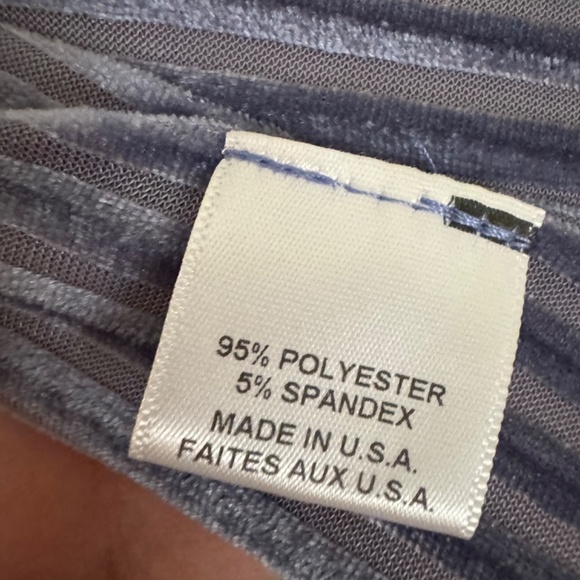 95% POLYESTER
5% SPANDEX
MADE IN U.S.A.
FAITES AUX U.S.A.